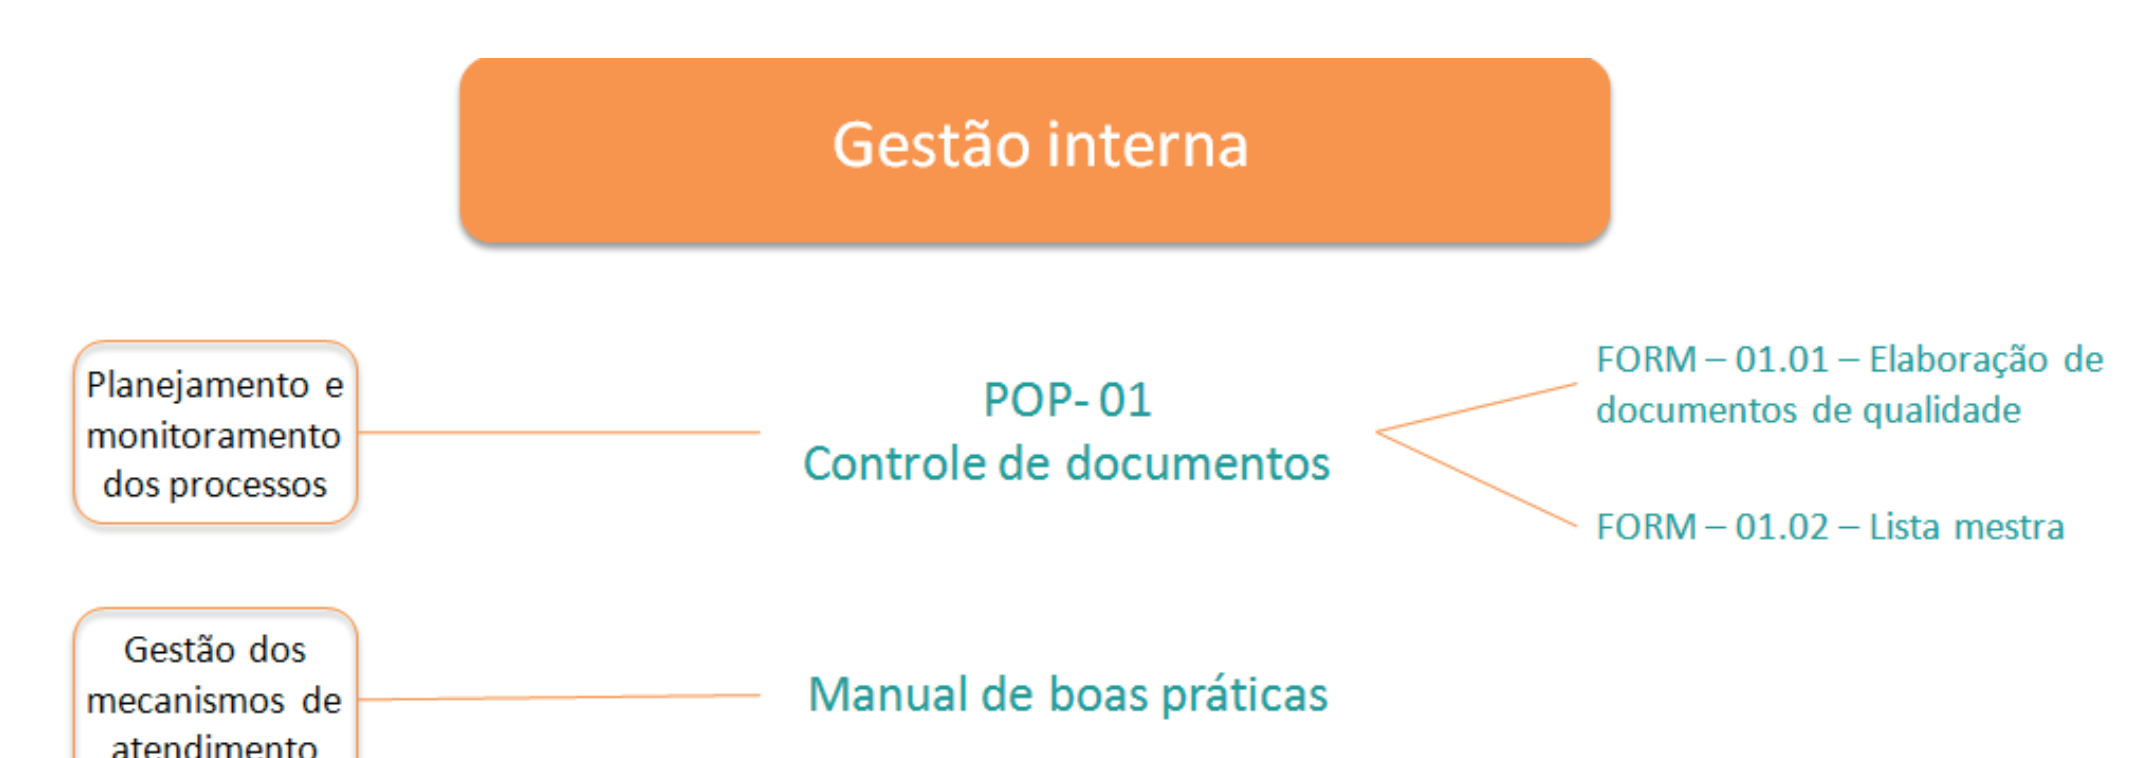 Gestão interna
Planejamento e
monitoramento
dos processos
POP- 01
Controle de documentos
FORM – 01.01 – Elaboração de
documentos de qualidade
FORM – 01.02 – Lista mestra
Gestão dos
mecanismos de
atendimento
Manual de boas práticas